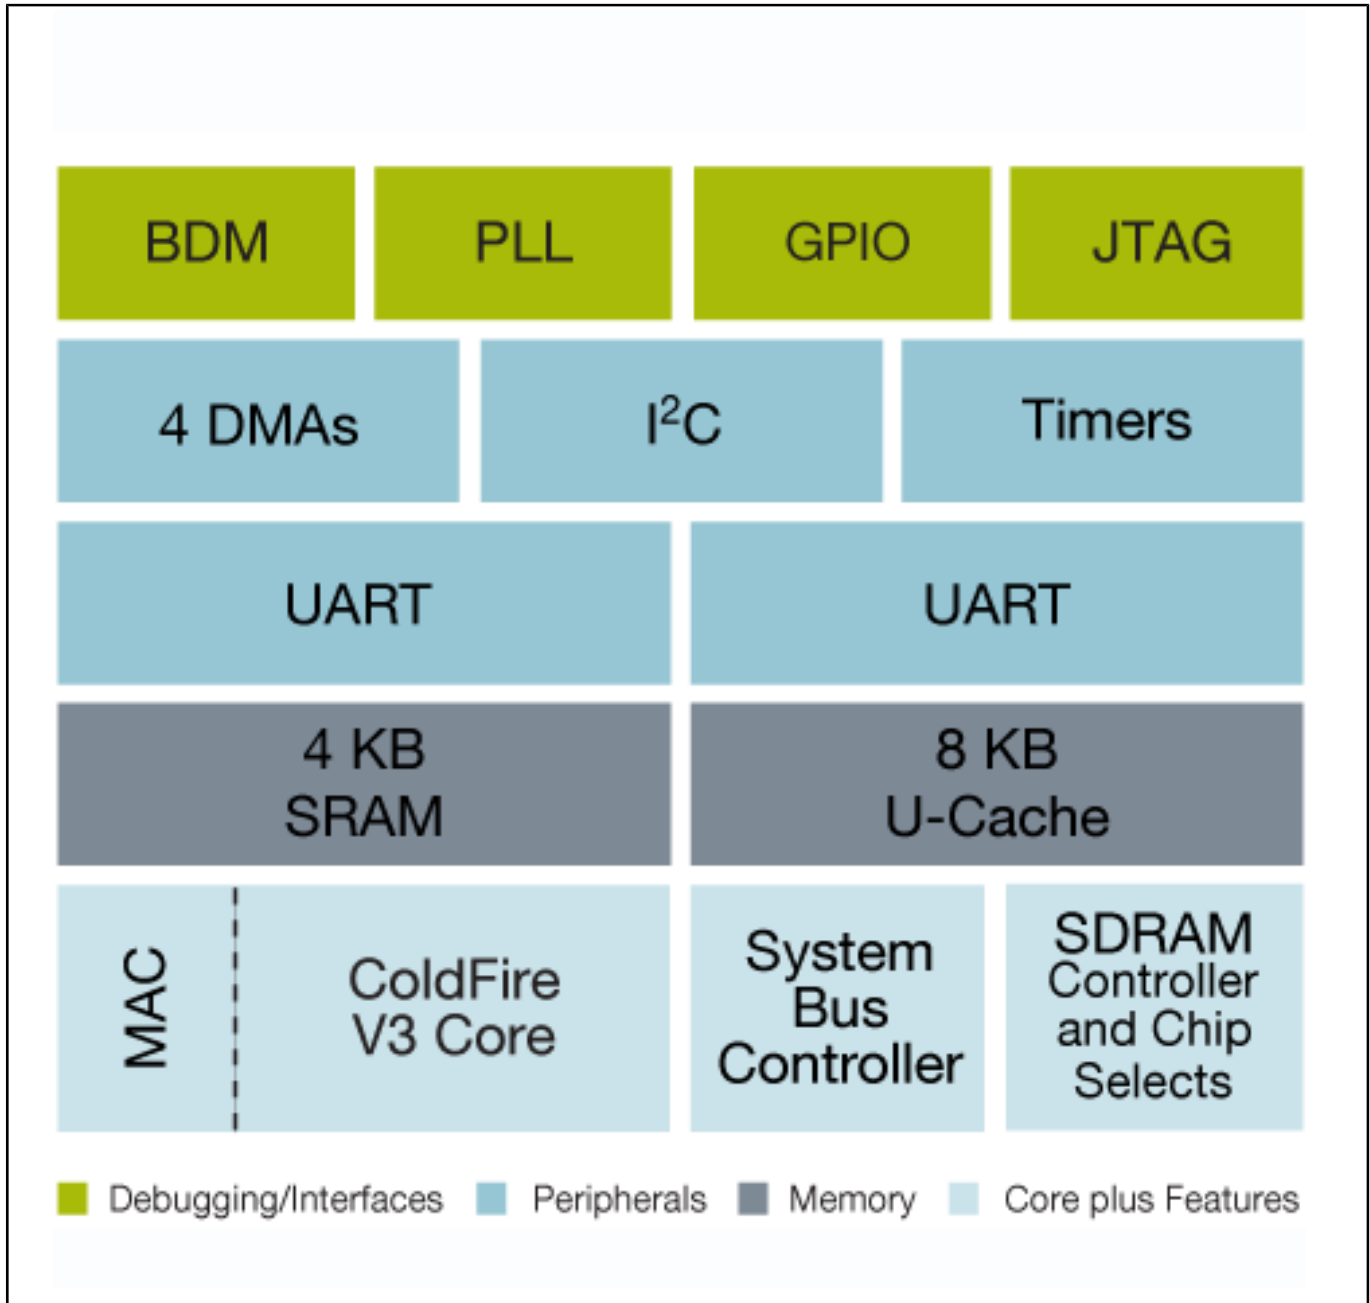 BDM PLL GPIO JTAG
4 DMAs I²C Timers
UART UART
4 KB
SRAM
8 KB
U-Cache
MAC
ColdFire
V3 Core
System
Bus
Controller
SDRAM
Controller
and Chip
Selects
Debugging/Interfaces Peripherals Memory Core plus Features